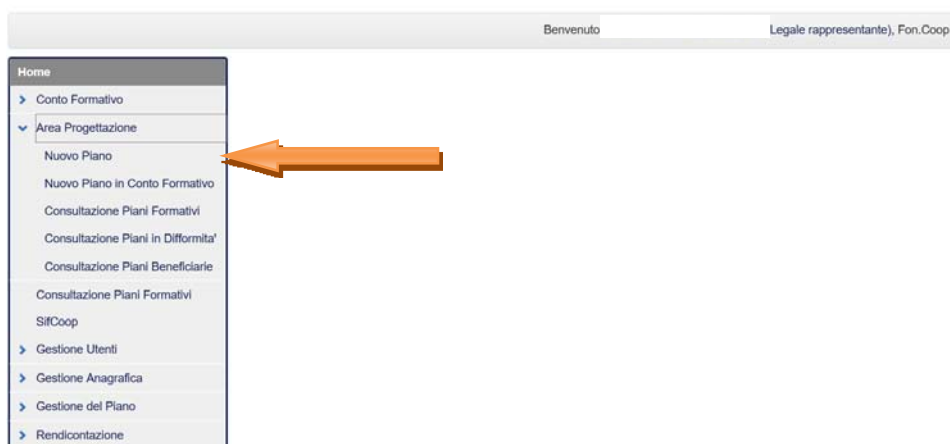 Benvenuto Legale rappresentante), Fon.Coop
Home
Conto Formativo
Area Progettazione
Nuovo Piano
Nuovo Piano in Conto Formativo
Consultazione Piani Formativi
Consultazione Piani in Difformita'
Consultazione Piani Beneficiarie
Consultazione Piani Formativi
SifCoop
Gestione Utenti
Gestione Anagrafica
Gestione del Piano
Rendicontazione